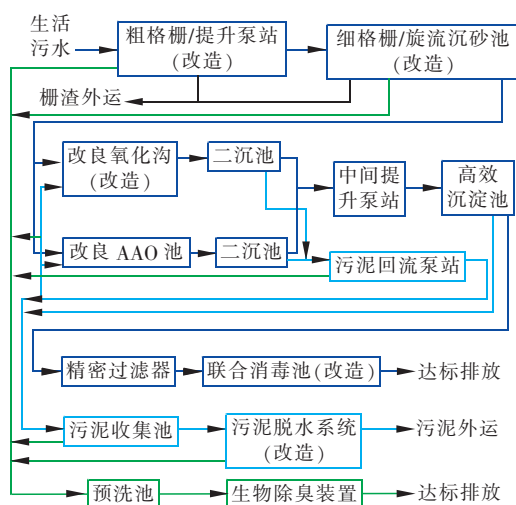 生活
污水
粗格栅/提升泵站
(改造)
细格栅/旋流沉砂池
(改造)
栅渣外运
改良氧化沟
(改造)
二沉池
中间提
升泵站
高效
沉淀池
改良 AAO 池
二沉池
污泥回流泵站
精密过滤器
联合消毒池(改造)
达标排放
污泥收集池
污泥脱水系统
(改造)
污泥外运
预洗池
生物除臭装置
达标排放